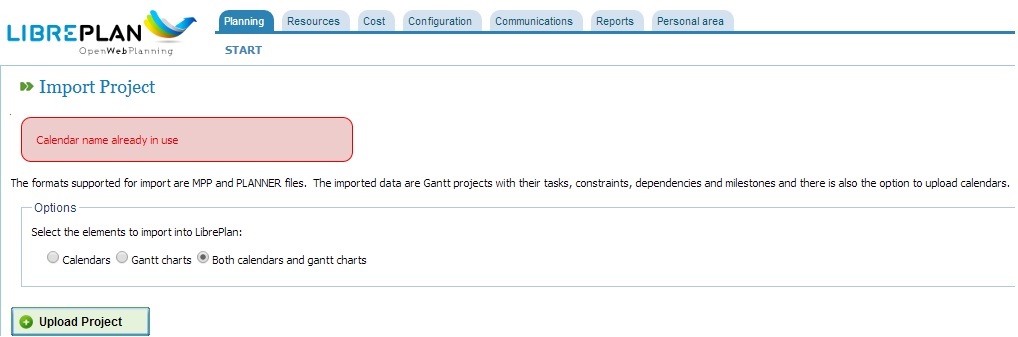 LIBREPLAN
OpenWebPlanning
Planning Resources Cost Configuration Communications Reports Personal area
START
Import Project
Calendar name already in use
The formats supported for import are MPP and PLANNER files. The imported data are Gantt projects with their tasks, constraints, dependencies and milestones and there is also the option to upload calendars.
Options
Select the elements to import into LibrePlan:
Calendars Gantt charts Both calendars and gantt charts
Upload Project